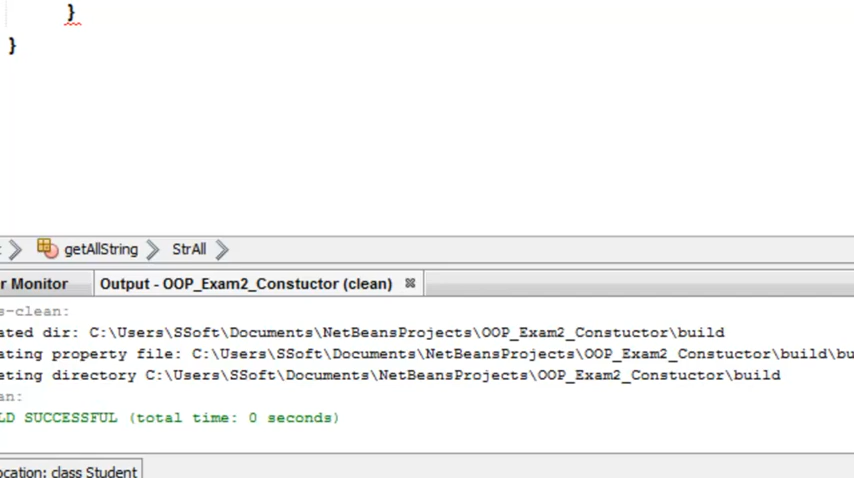 }
}
getAllString StrAll
r Monitor Output - OOP_Exam2_Constuctor (clean)
s-clean:
ated dir: C:\Users\SSoft\Documents\NetBeansProjects\OOP_Exam2_Constuctor\build
ating property file: C:\Users\SSoft\Documents\NetBeansProjects\OOP_Exam2_Constuctor\build\bu
eting directory C:\Users\SSoft\Documents\NetBeansProjects\OOP_Exam2_Constuctor\build
an:
LD SUCCESSFUL (total time: 0 seconds)
ocation: class Student